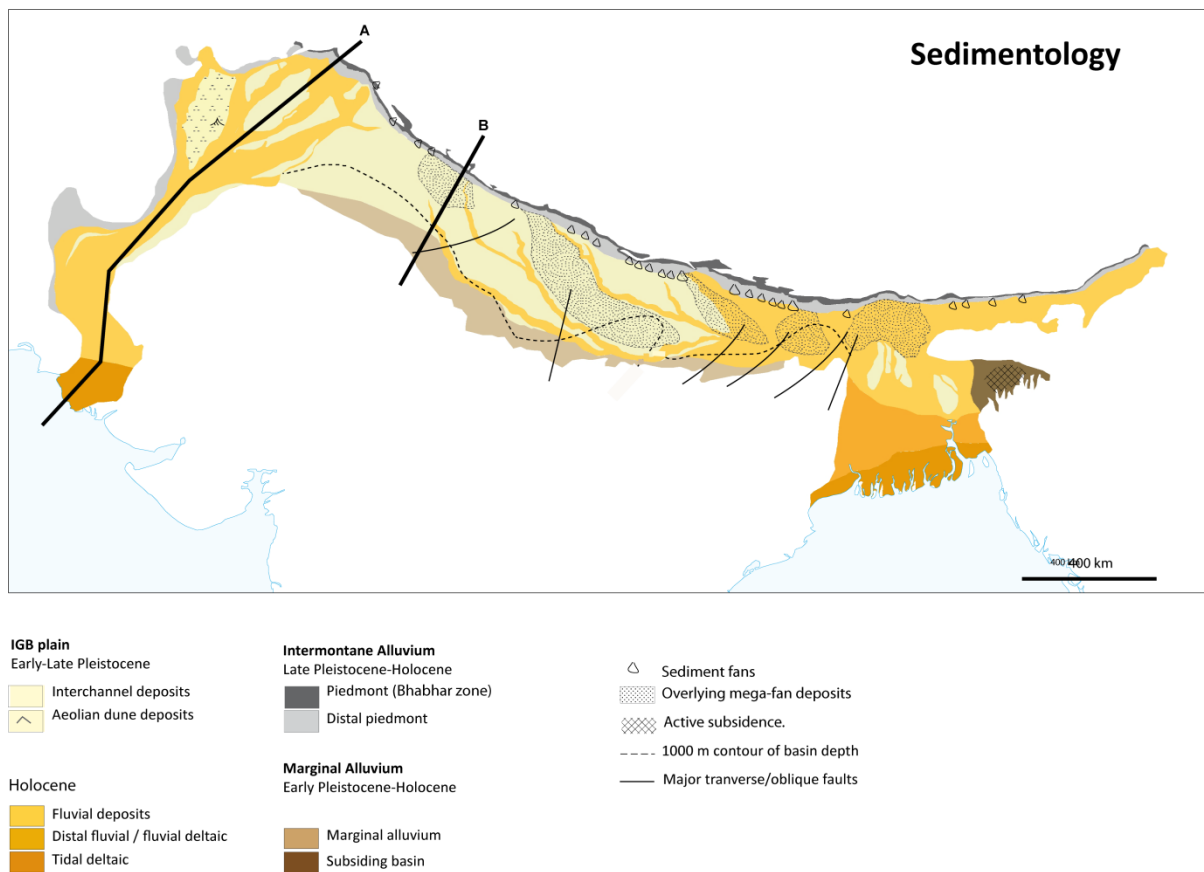 A
Sedimentology
B
400 km
400 km
IGB plain
Early-Late Pleistocene
Interchannel deposits
Aeolian dune deposits
Holocene
Fluvial deposits
Distal fluvial / fluvial deltaic
Tidal deltaic
Intermontane Alluvium
Late Pleistocene-Holocene
Piedmont (Bhabhar zone)
Distal piedmont
Marginal Alluvium
Early Pleistocene-Holocene
Marginal alluvium
Subsiding basin
Sediment fans
Overlying mega-fan deposits
Active subsidence.
1000 m contour of basin depth
Major tranverse/oblique faults